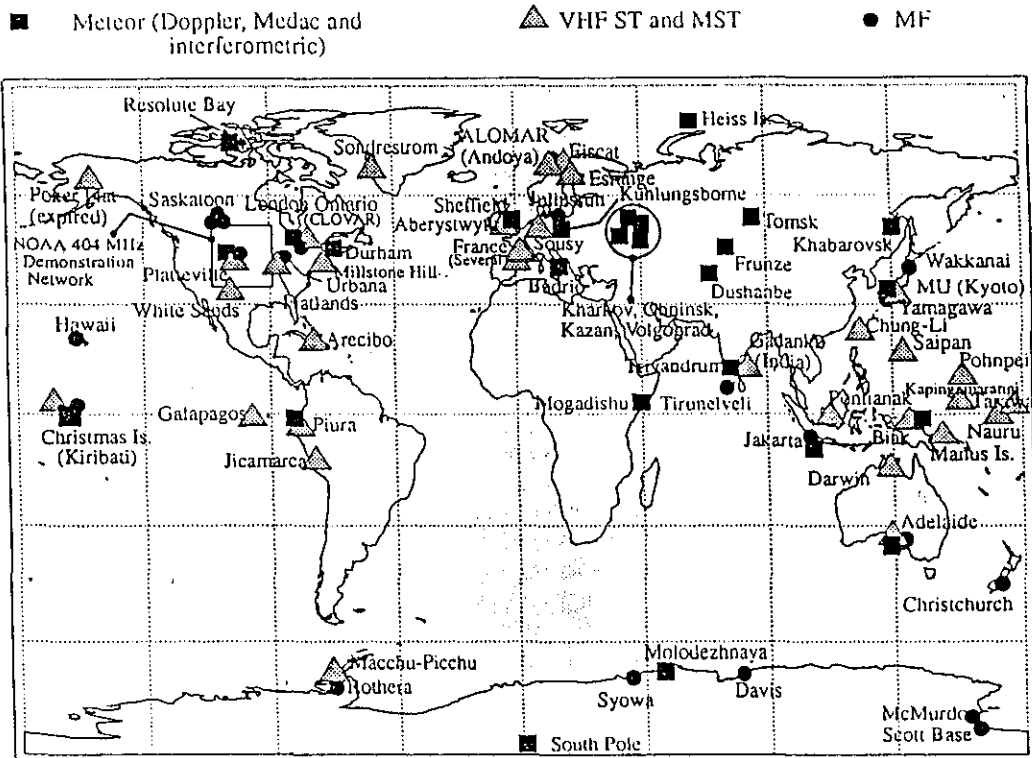 Meteor (Doppler, Medac and
interferometric)
VHF ST and MST
MF
Resolute Bay
Heiss Is.
Sondrestrom
ALOMAR
(Andoya)
Eiscat
Esrange
Poker Flat
(expired)
Saskatoon
London Ontario
(CLOVAR)
Sheffield
Juliusruh
Kuhlungsborne
Aberystwyth
Tomsk
Khabarovsk
NOAA 404 MHz
Demonstration
Network
Durham
France
(Several)
Sousy
Frunze
Wakkanai
Platteville
Millstone Hill
Urbana
Dushanbe
MU (Kyoto)
White Sands
Flatlands
Kharkov, Obninsk,
Kazan, Volgograd
Yamagawa
Hawaii
Arecibo
Chung-Li
Saipan
Gadanki
(India)
Trivandrum
Pohnpei
Kapingamarangi
Mogadishu
Tirunelveli
Pontianak
Galapagos
Piura
Christmas Is.
(Kiribati)
Jakarta
Biak
Nauru
Manus Is.
Jicamarca
Darwin
Adelaide
Christchurch
Macchu-Picchu
Molodezhnaya
Rothera
Syowa
Davis
McMurdo
Scott Base
South Pole